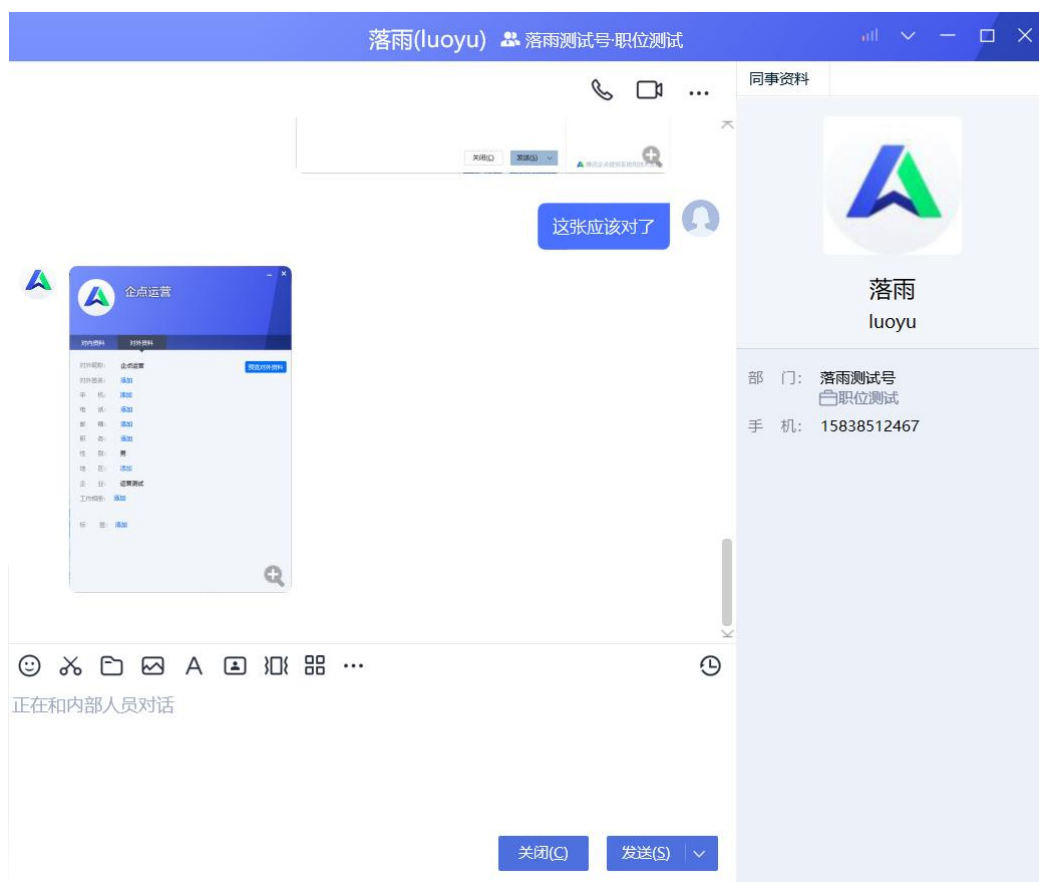 落雨(luoyu) 落雨测试号·职位测试
同事资料
关闭(C) 发送(S)
这张应该对了
企点运营
对内资料 对外资料
对外昵称: 企点运营 预览对外资料
对外签名: 添加
手 机: 添加
电 话: 添加
邮 箱: 添加
职 务: 添加
性 别: 男
地 区: 添加
企 业: 运营测试
工作相册: 添加
标 签: 添加
落雨
luoyu
部 门: 落雨测试号
职位测试
手 机: 15838512467
正在和内部人员对话
关闭(C) 发送(S)